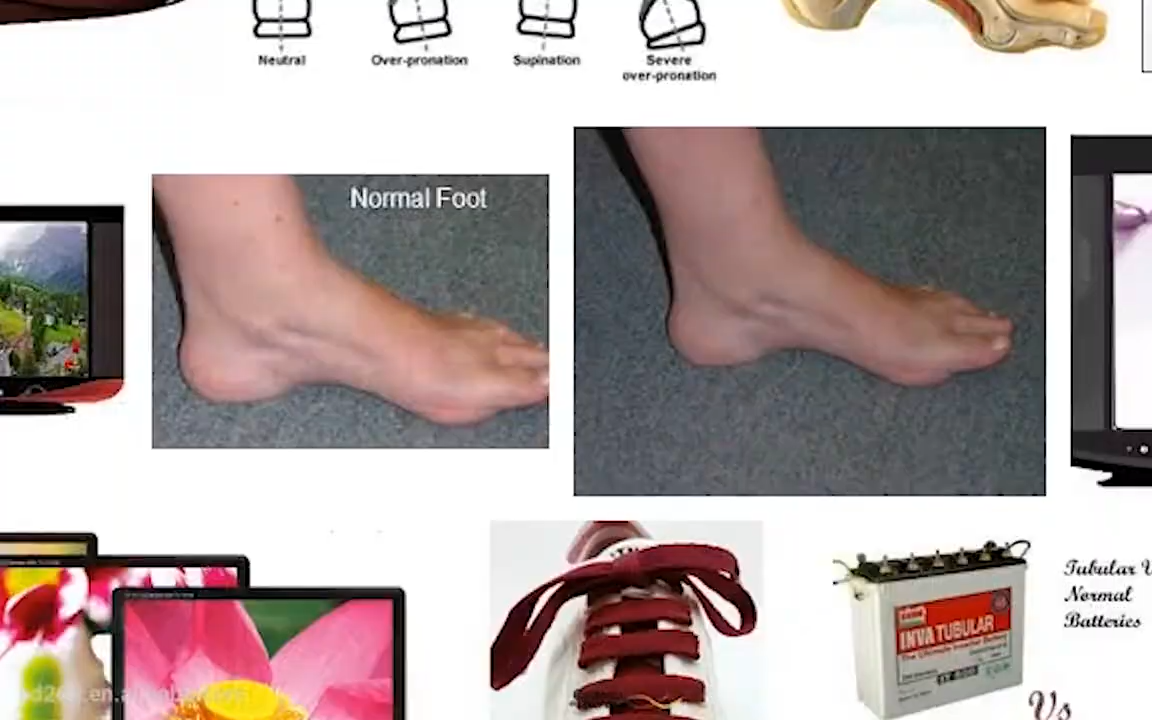 Neutral
Over-pronation
Supination
Severe
over-pronation
Normal Foot
INVA TUBULAR
Tubular
Normal
Batteries
Vs